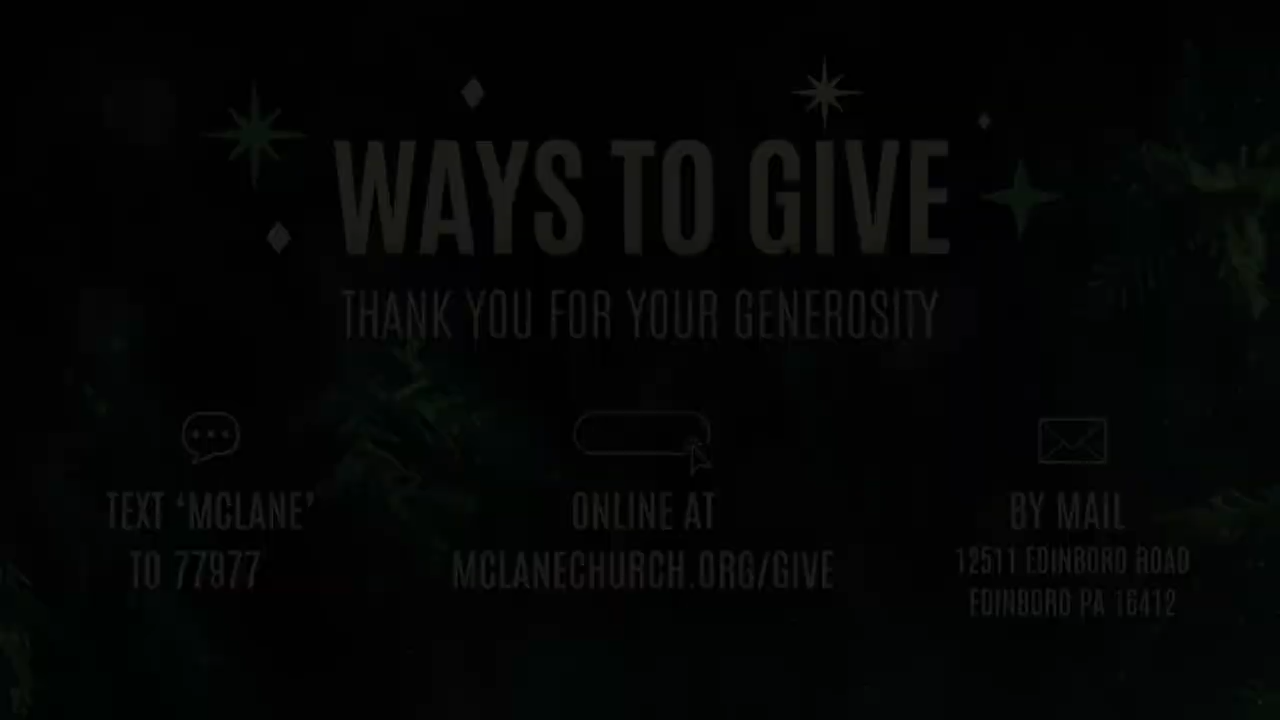 WAYS TO GIVE
THANK YOU FOR YOUR GENEROSITY
TEXT ‘MCLANE’
TO 77977
ONLINE AT
MCLANECHURCH.ORG/GIVE
BY MAIL
12511 EDINBORO ROAD
EDINBORO PA 16412